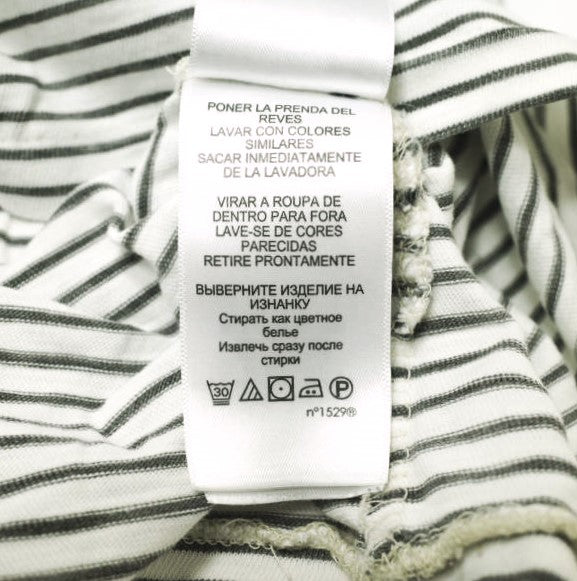 PONER LA PRENDA DEL
REVES
LAVAR CON COLORES
SIMILARES
SACAR INMEDIATAMENTE
DE LA LAVADORA
VIRAR A ROUPA DE
DENTRO PARA FORA
LAVE-SE DE CORES
PARECIDAS
RETIRE PRONTAMENTE
ВЫВЕРНИТЕ ИЗДЕЛИЕ НА
ИЗНАНКУ
Стирать как цветное
белье
Извлечь сразу после
стирки
30 P
nº1529®